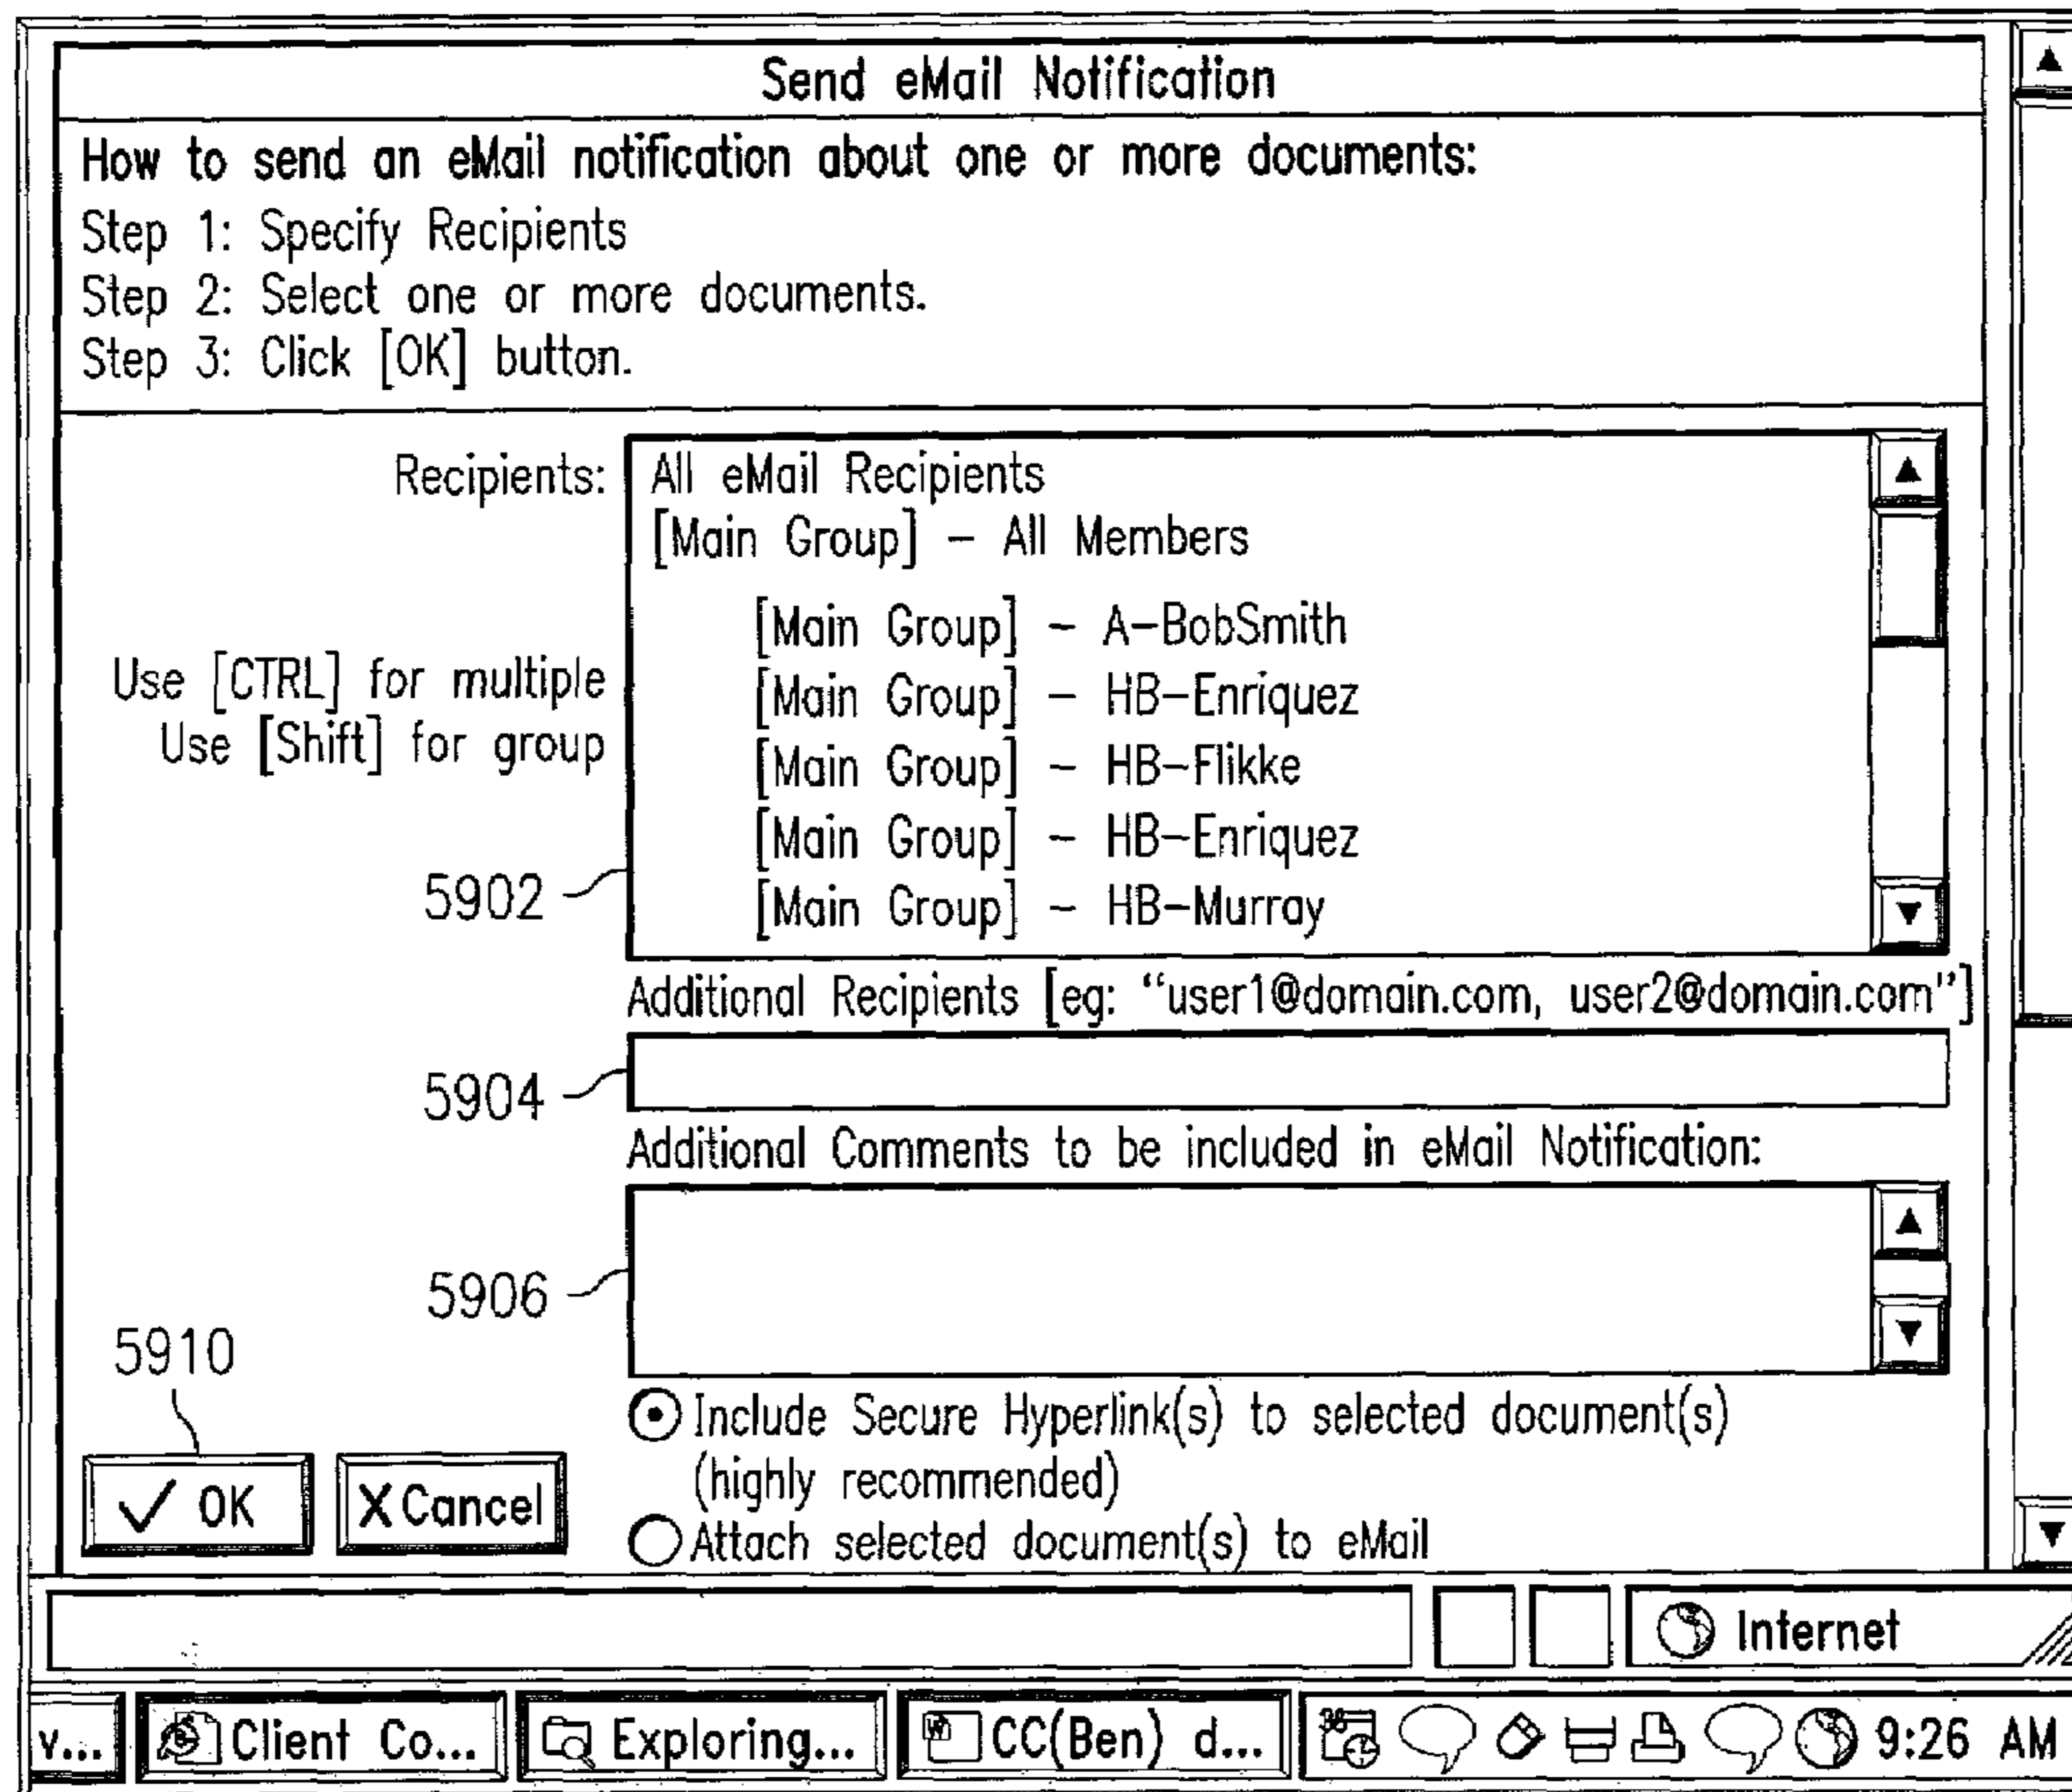 Send eMail Notification
How to send an eMail notification about one or more documents:
Step 1: Specify Recipients
Step 2: Select one or more documents.
Step 3: Click [OK] button.
Recipients:
All eMail Recipients
[Main Group] – All Members
[Main Group] – A–BobSmith
Use [CTRL] for multiple
Use [Shift] for group
[Main Group] – HB–Enriquez
[Main Group] – HB–Flikke
[Main Group] – HB–Enriquez
5902
[Main Group] – HB–Murray
Additional Recipients [eg: “user1@domain.com, user2@domain.com”]
5904
Additional Comments to be included in eMail Notification:
5906
5910
Include Secure Hyperlink(s) to selected document(s)
(highly recommended)
✓ OK
X Cancel
Attach selected document(s) to eMail
Internet
v...
Client Co...
Exploring...
CC(Ben) d...
9:26 AM